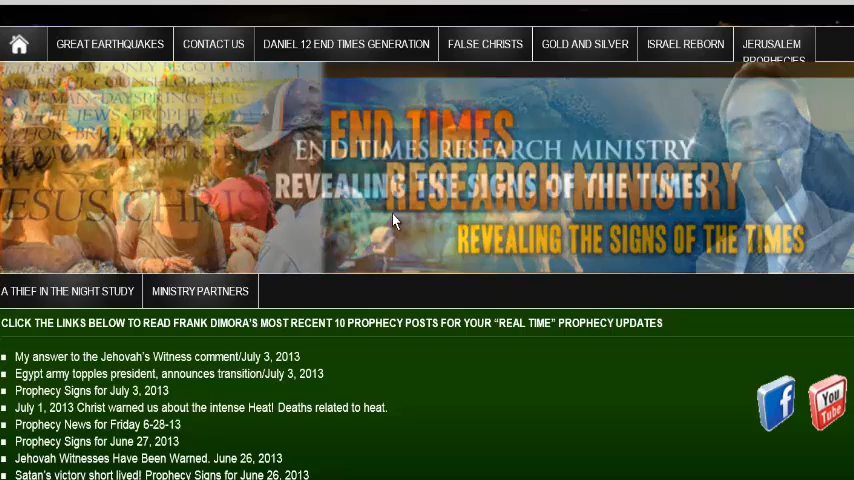 GREAT EARTHQUAKES
CONTACT US
DANIEL 12 END TIMES GENERATION
FALSE CHRISTS
GOLD AND SILVER
ISRAEL REBORN
JERUSALEM
PROPHECIES
END TIMES
RESEARCH MINISTRY
REVEALING THE SIGNS OF THE TIMES
END TIMES RESEARCH MINISTRY
REVEALING THE SIGNS OF THE TIMES
JESUS CHRIS
A THIEF IN THE NIGHT STUDY
MINISTRY PARTNERS
CLICK THE LINKS BELOW TO READ FRANK DIMORA'S MOST RECENT 10 PROPHECY POSTS FOR YOUR “REAL TIME” PROPHECY UPDATES
My answer to the Jehovah's Witness comment/July 3, 2013
Egypt army topples president, announces transition/July 3, 2013
Prophecy Signs for July 3, 2013
July 1, 2013 Christ warned us about the intense Heat! Deaths related to heat.
Prophecy News for Friday 6-28-13
Prophecy Signs for June 27, 2013
Jehovah Witnesses Have Been Warned. June 26, 2013
Satan's victory short lived! Prophecy Signs for June 26, 2013
f
You
Tube